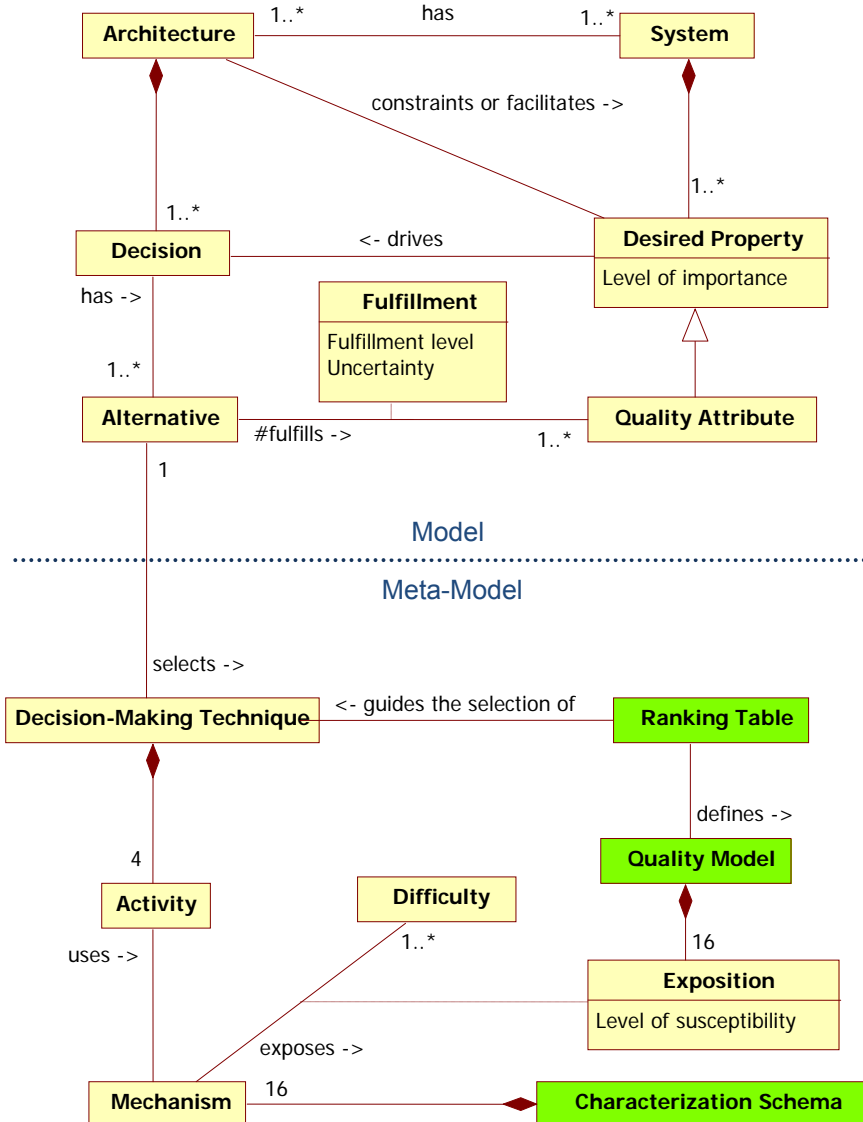 1..*
has
1..*
Architecture
System
constraints or facilitates ->
1..*
1..*
Decision
<- drives
Desired Property
Level of importance
has ->
Fulfillment
Fulfillment level
Uncertainty
1..*
Alternative
#fulfills ->
1..*
Quality Attribute
1
Model
Meta-Model
selects ->
Decision-Making Technique
<- guides the selection of
Ranking Table
defines ->
4
Quality Model
Activity
Difficulty
1..*
16
uses ->
Exposition
Level of susceptibility
exposes ->
Mechanism
16
Characterization Schema